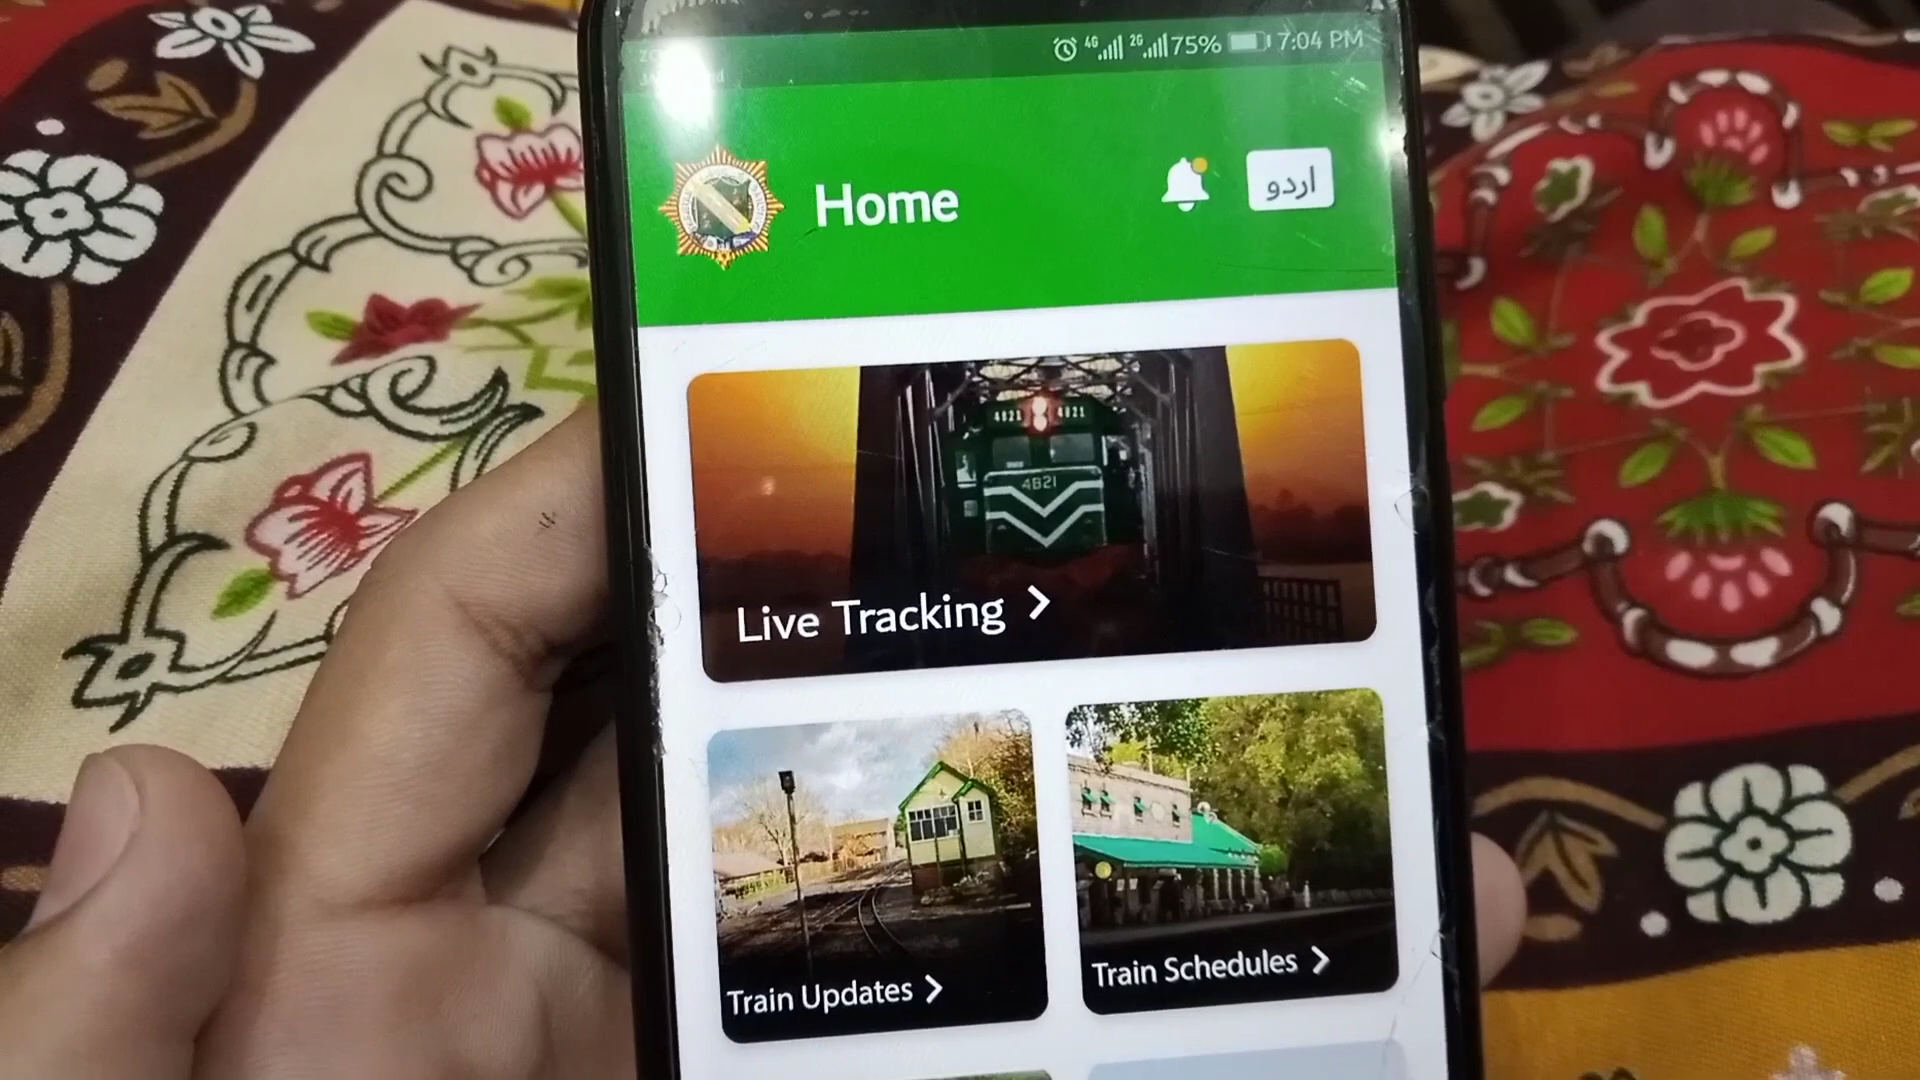 4G 2G 75% 7:04 PM
Home
اردو
4821 4821
4821
Live Tracking
Train Updates
Train Schedules